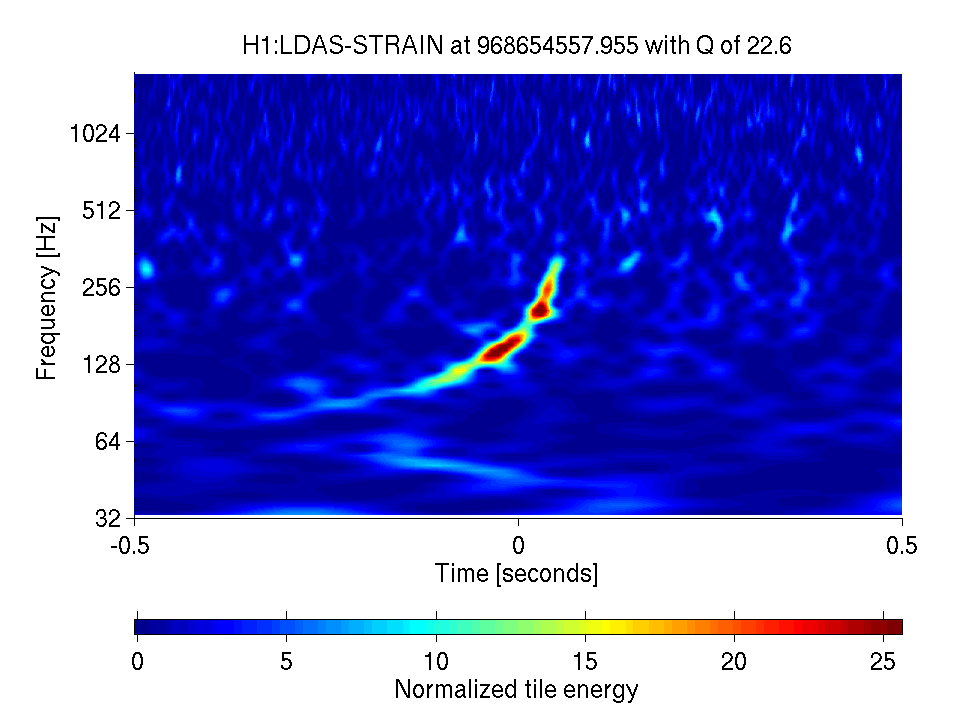 H1:LDAS-STRAIN at 968654557.955 with Q of 22.6
Frequency [Hz]
1024
512
256
128
64
32
-0.5 0 0.5
Time [seconds]
0 5 10 15 20 25
Normalized tile energy